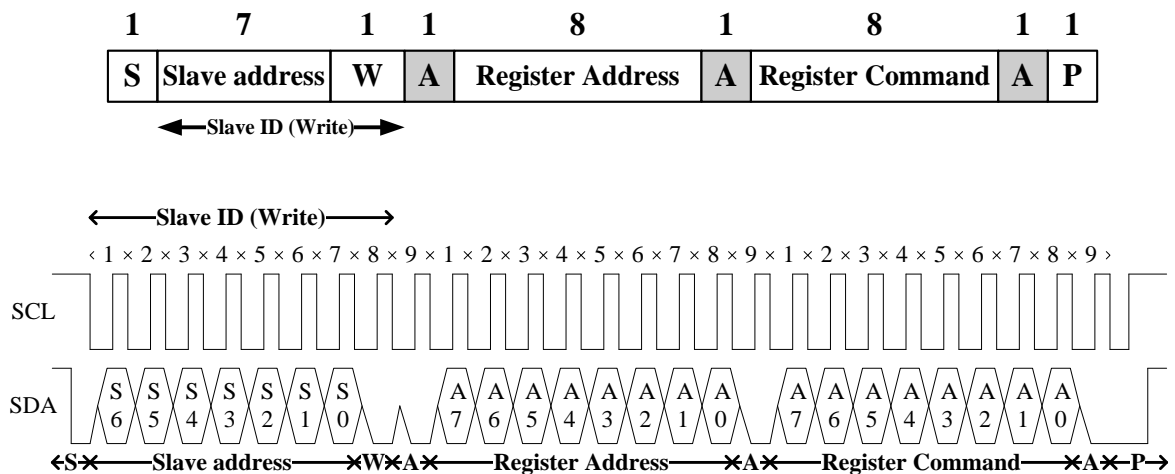 1 7 1 1 8 1 8 1 1
S Slave address W A Register Address A Register Command A P
Slave ID (Write)
Slave ID (Write)
1 2 3 4 5 6 7 8 9 1 2 3 4 5 6 7 8 9 1 2 3 4 5 6 7 8 9
SCL
SDA
S S S S S S S A A A A A A A A A A A A A A A A
6 5 4 3 2 1 0 7 6 5 4 3 2 1 0 7 6 5 4 3 2 1 0
S Slave address W A Register Address A Register Command A P